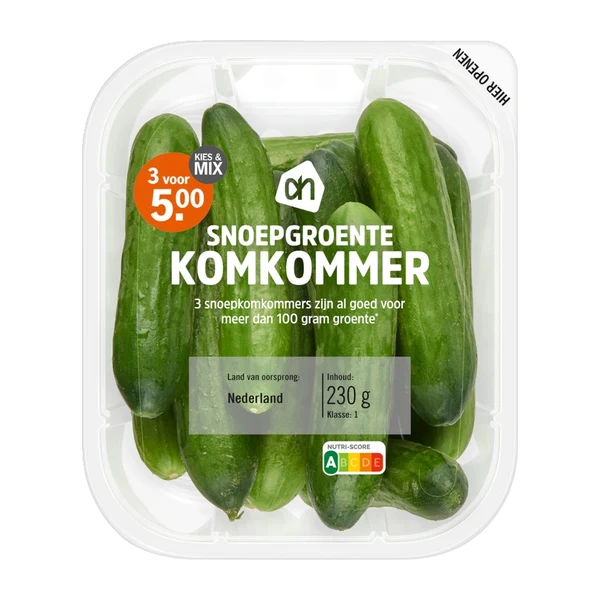 HIER OPENEN
KIES &
MIX
3 voor
5.00
ah
SNOEPGROENTE
KOMKOMMER
3 snoepkomkommers zijn al goed voor
meer dan 100 gram groente*
Land van oorsprong:
Nederland
Inhoud:
230 g
Klasse: 1
NUTRI-SCORE
A B C D E